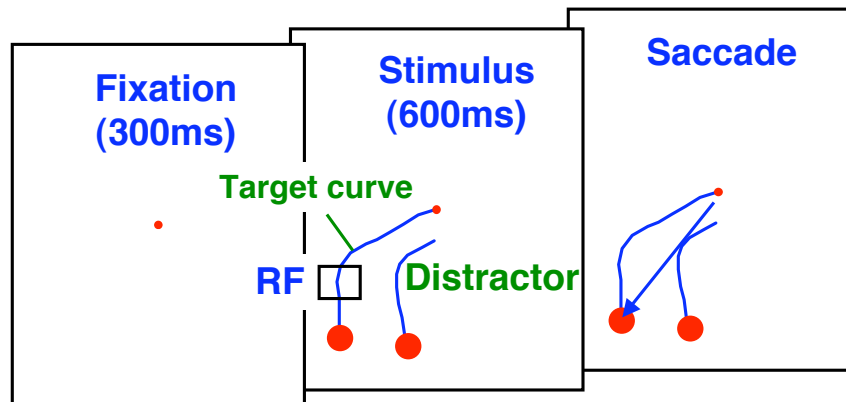 Fixation
(300ms)
Stimulus
(600ms)
Saccade
Target curve
RF
Distractor